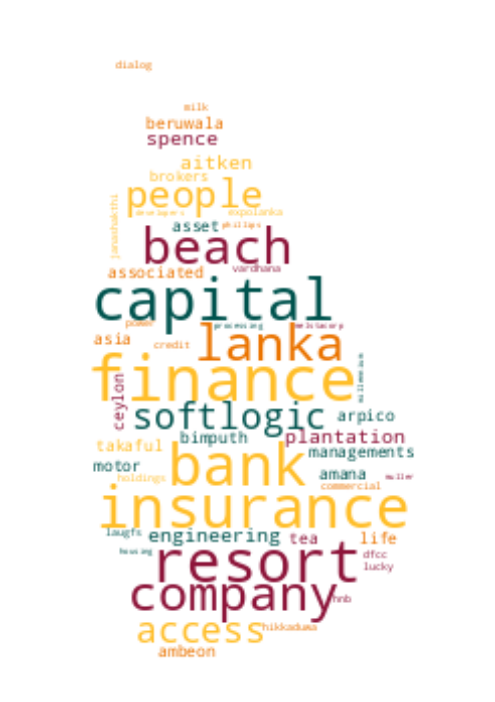 dialog
milk
beruwala
spence
aitken
brokers
people
janashakthi
developers expolanka
asset phillips
beach
vardhana
associated
capital
power processing melstacorp
lanka
asia
credit
finance
millennium
ceylon
softlogic arpico
bimputh plantation
takaful managements
bank
motor amana
holdings muller
commercial
insurance
laugfs engineering tea life
housing dfcc
resort lucky
company hnb
access hikkaduwa
ambeon